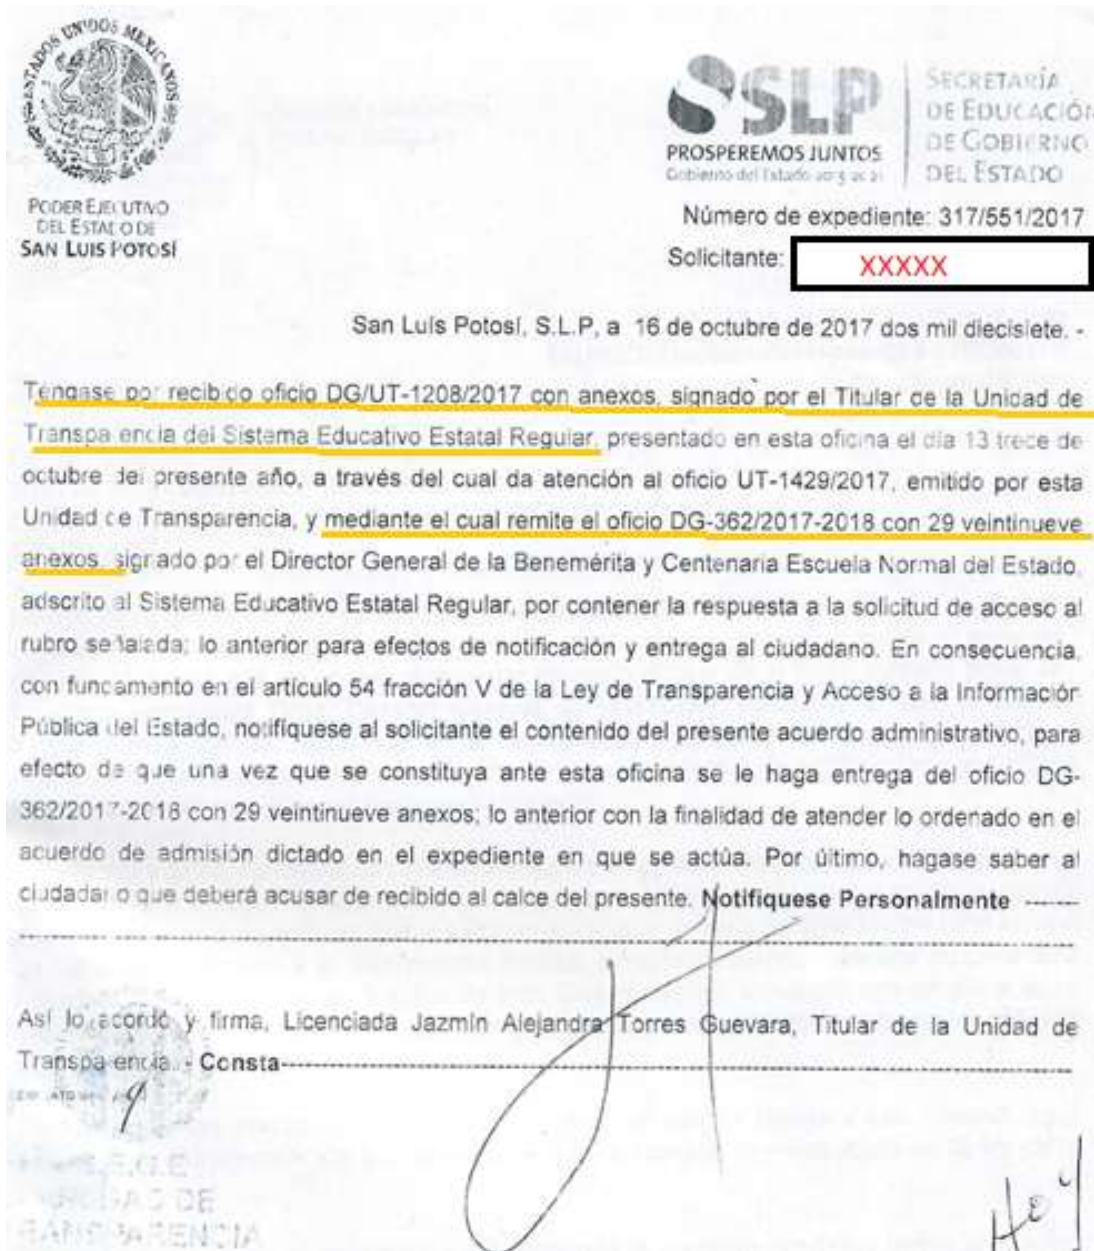 ESTADOS UNIDOS MEXICANOS
PODER EJECUTIVO
DEL ESTADO DE
SAN LUIS POTOSÍ
SLP
PROSPEREMOS JUNTOS
Gobierno del Estado 2015-2021
SECRETARÍA
DE EDUCACIÓN
DE GOBIERNO
DEL ESTADO
Número de expediente: 317/551/2017
Solicitante: XXXXX
San Luis Potosí, S.L.P, a 16 de octubre de 2017 dos mil diecisiete. -
Téngase por recibido oficio DG/UT-1208/2017 con anexos, signado por el Titular de la Unidad de
Transparencia del Sistema Educativo Estatal Regular, presentado en esta oficina el día 13 trece de
octubre del presente año, a través del cual da atención al oficio UT-1429/2017, emitido por esta
Unidad de Transparencia, y mediante el cual remite el oficio DG-362/2017-2018 con 29 veintinueve
anexos, signado por el Director General de la Benemérita y Centenaria Escuela Normal del Estado,
adscrito al Sistema Educativo Estatal Regular, por contener la respuesta a la solicitud de acceso al
rubro señalada; lo anterior para efectos de notificación y entrega al ciudadano. En consecuencia,
con fundamento en el artículo 54 fracción V de la Ley de Transparencia y Acceso a la Información
Pública del Estado, notifíquese al solicitante el contenido del presente acuerdo administrativo, para
efecto de que una vez que se constituya ante esta oficina se le haga entrega del oficio DG-
362/2017-2018 con 29 veintinueve anexos; lo anterior con la finalidad de atender lo ordenado en el
acuerdo de admisión dictado en el expediente en que se actúa. Por último, hagase saber al
ciudadano que deberá acusar de recibido al calce del presente. Notifiquese Personalmente ------
Así lo acordó y firma, Licenciada Jazmín Alejandra Torres Guevara, Titular de la Unidad de
Transparencia.- Consta------
UNIDAD DE
TRANSPARENCIA